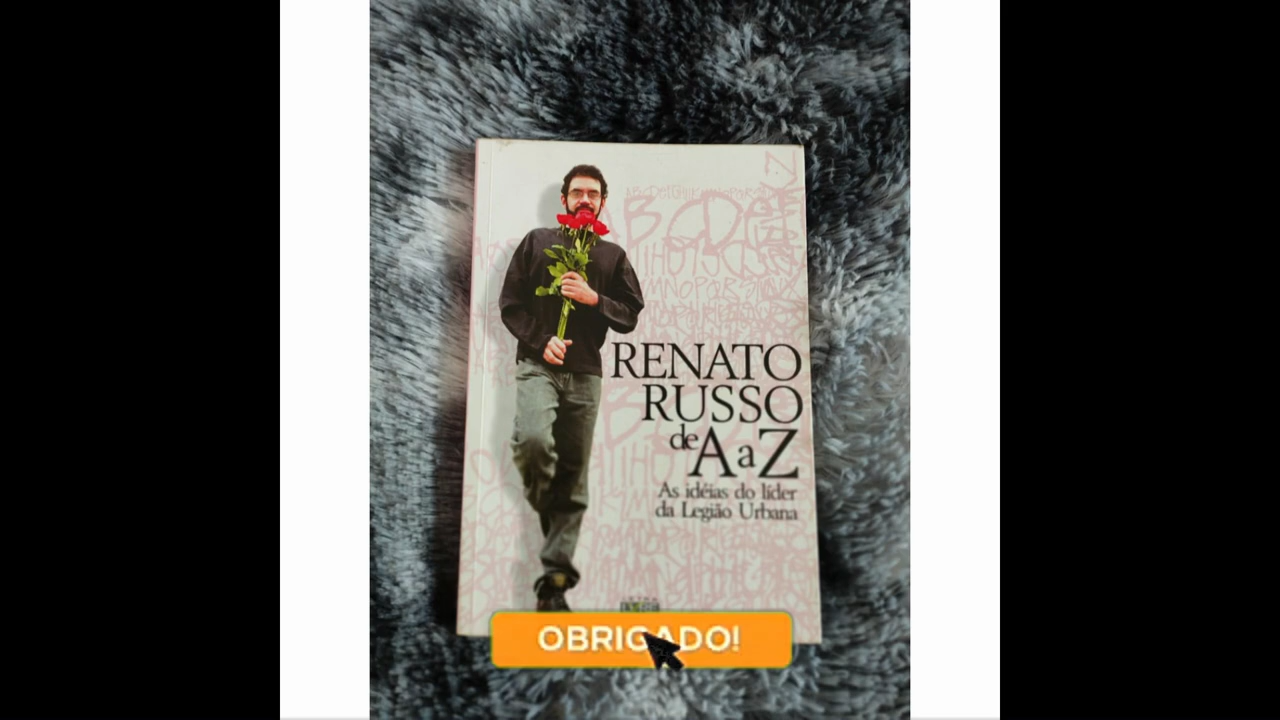 RENATO
RUSSO
de A a Z
As idéias do líder
da Legião Urbana
OBRIGADO!